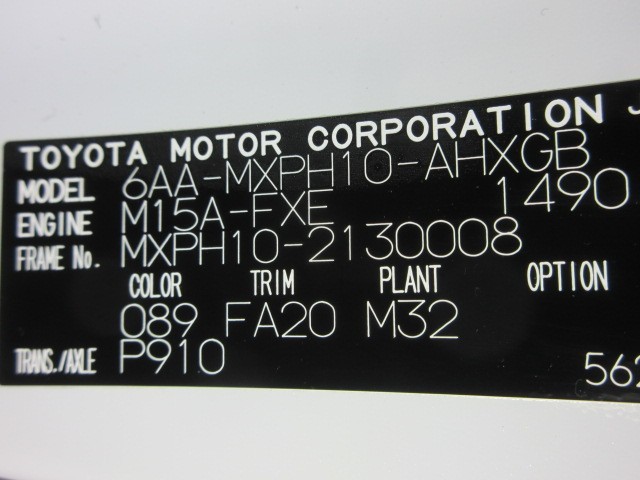 TOYOTA MOTOR CORPORATION
MODEL 6AA-MXPH10-AHXGB
ENGINE M15A-FXE 1490
FRAME No. MXPH10-2130008
COLOR TRIM PLANT OPTION
089 FA20 M32
TRANS./AXLE P910 562